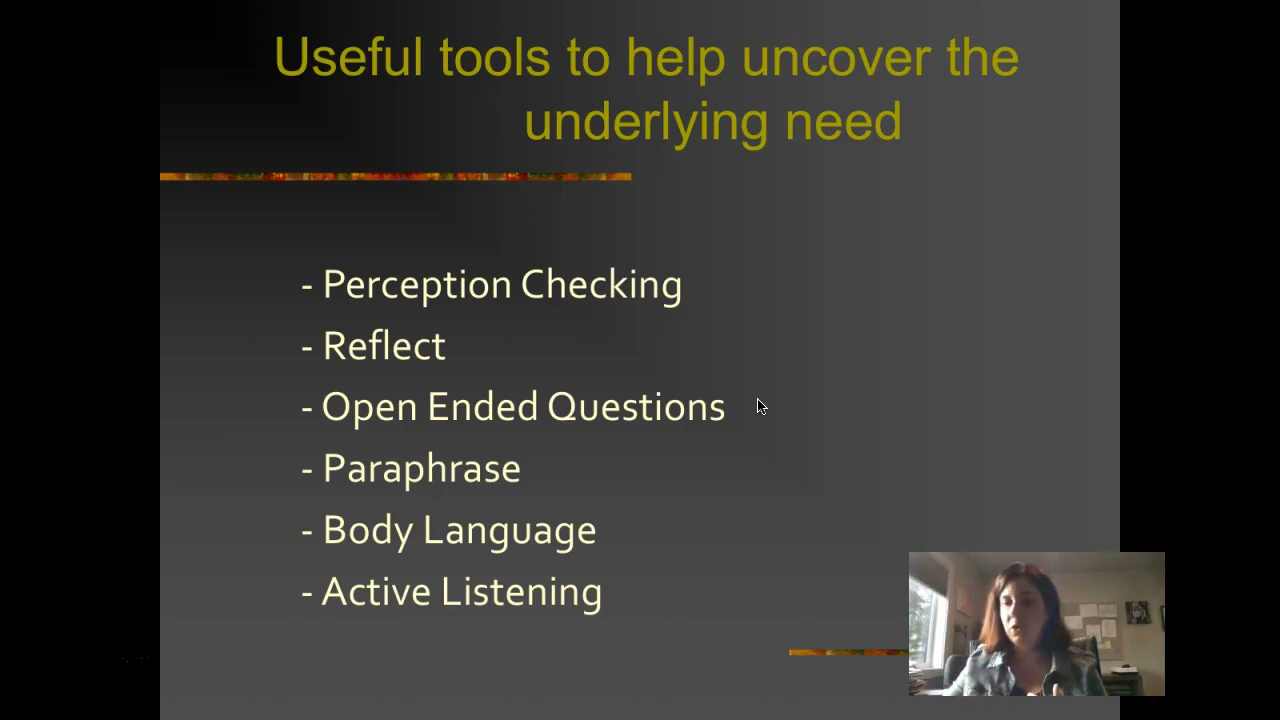 Useful tools to help uncover the
underlying need
- Perception Checking
- Reflect
- Open Ended Questions
- Paraphrase
- Body Language
- Active Listening